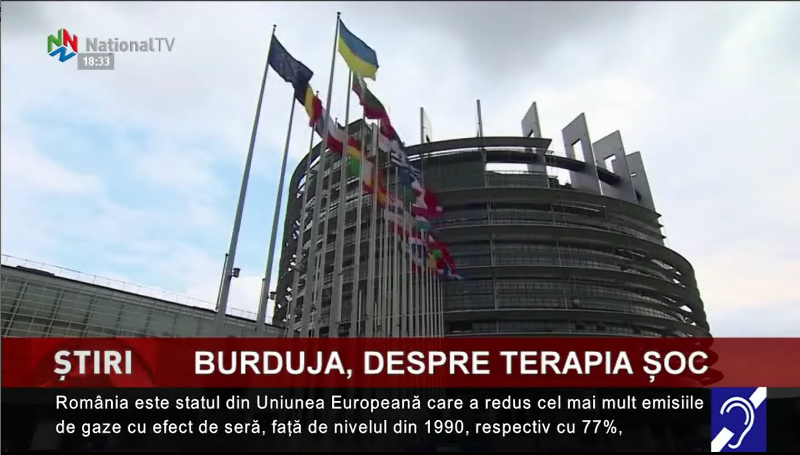 NaționalTV
18:33
ȘTIRI
BURDUJA, DESPRE TERAPIA ȘOC
România este statul din Uniunea Europeană care a redus cel mai mult emisiile
de gaze cu efect de seră, față de nivelul din 1990, respectiv cu 77%,